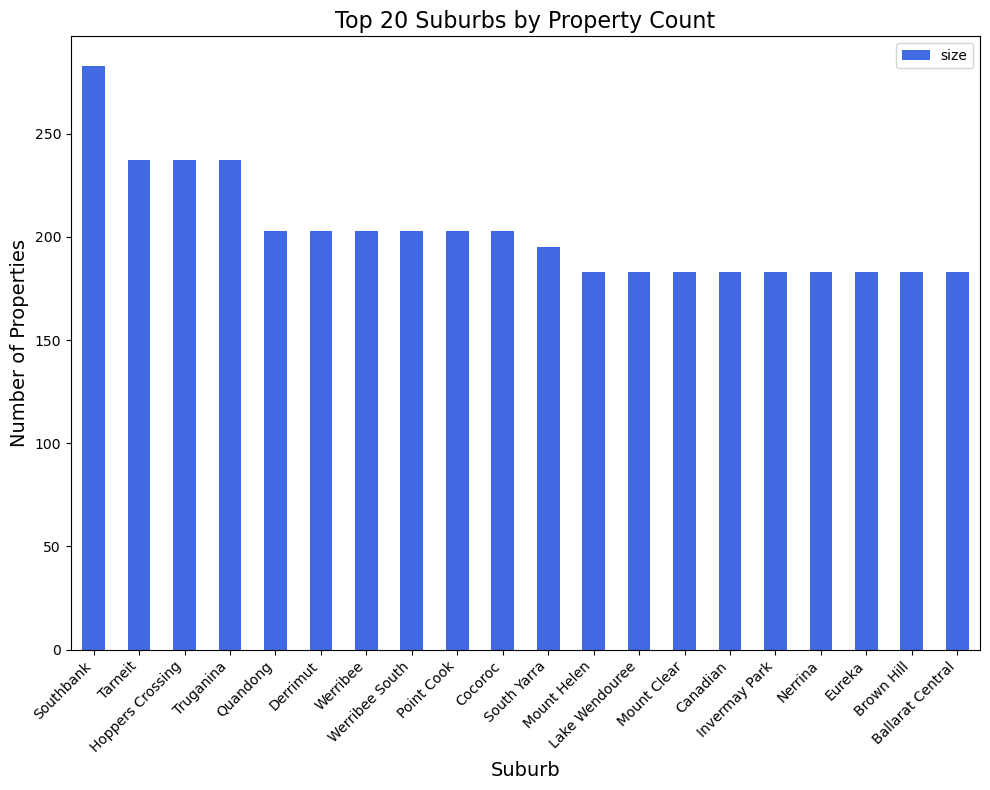 Top 20 Suburbs by Property Count
size
Number of Properties
250
200
150
100
50
0
Southbank
Tarneit
Hoppers Crossing
Truganina
Quandong
Derrimut
Werribee
Werribee South
Point Cook
Cocoroc
South Yarra
Mount Helen
Lake Wendouree
Mount Clear
Canadian
Invermay Park
Nerrina
Eureka
Brown Hill
Ballarat Central
Suburb